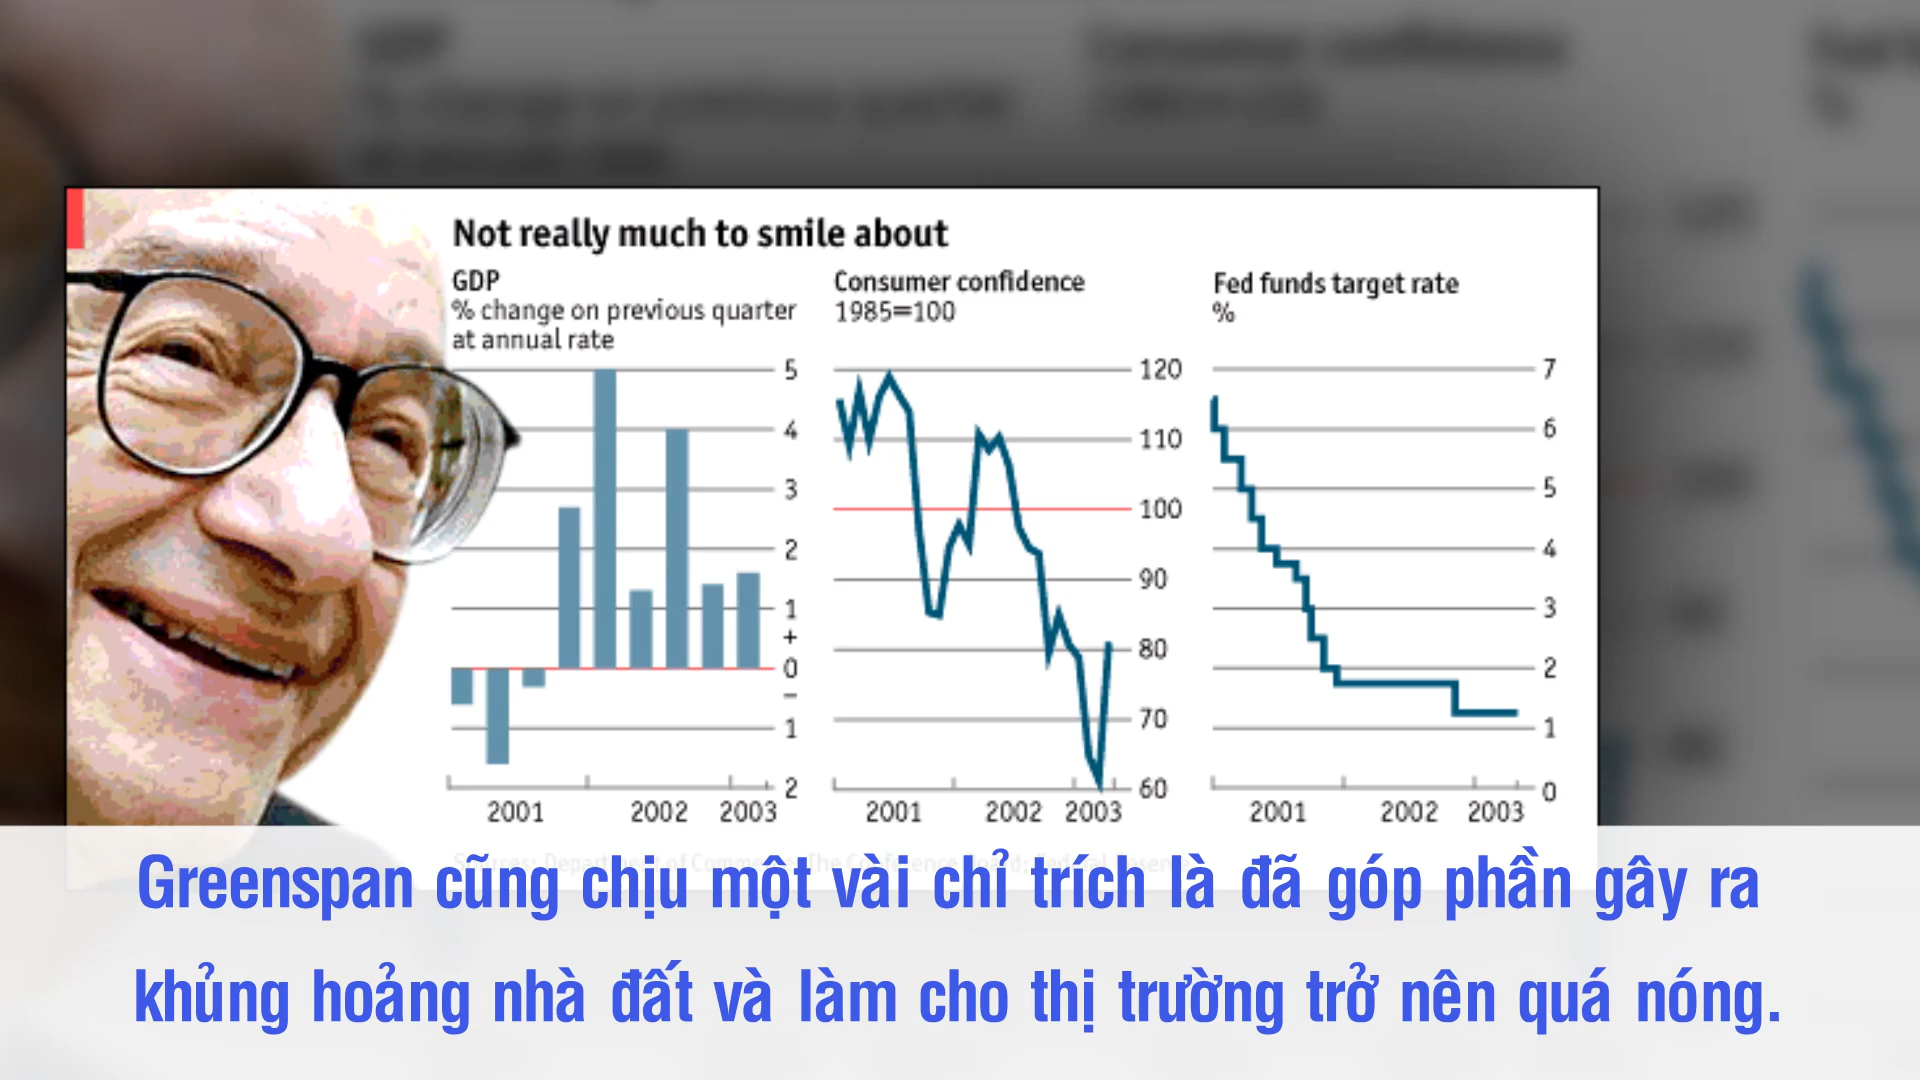 Not really much to smile about
GDP
% change on previous quarter
at annual rate
5
4
3
2
1
+
0
–
1
2
2001 2002 2003
Consumer confidence
1985=100
120
110
100
90
80
70
60
2001 2002 2003
Fed funds target rate
%
7
6
5
4
3
2
1
0
2001 2002 2003
Greenspan cũng chịu một vài chỉ trích là đã góp phần gây ra
khủng hoảng nhà đất và làm cho thị trường trở nên quá nóng.